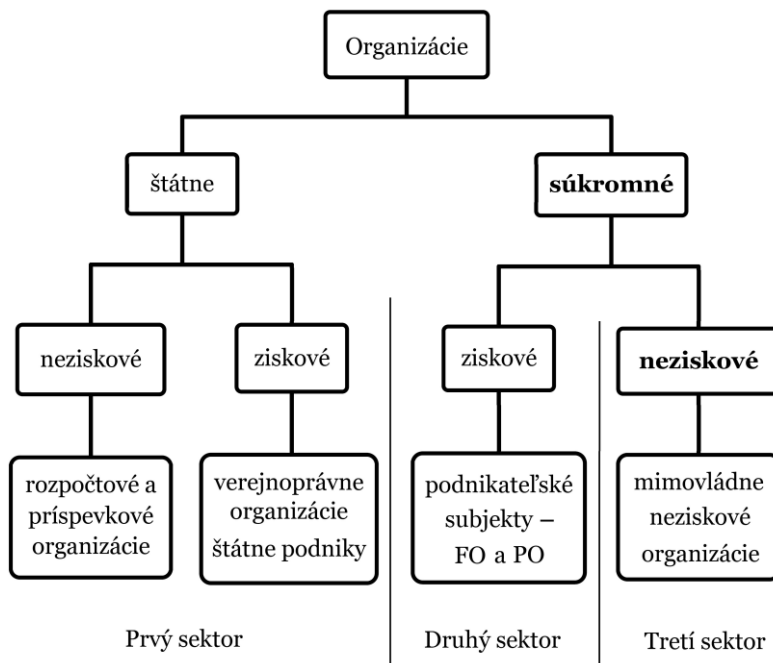 Organizácie
štátne
súkromné
neziskové
ziskové
ziskové
neziskové
rozpočtové a
príspevkové
organizácie
verejnoprávne
organizácie
štátne podniky
podnikateľské
subjekty –
FO a PO
mimovládne
neziskové
organizácie
Prvý sektor
Druhý sektor
Tretí sektor